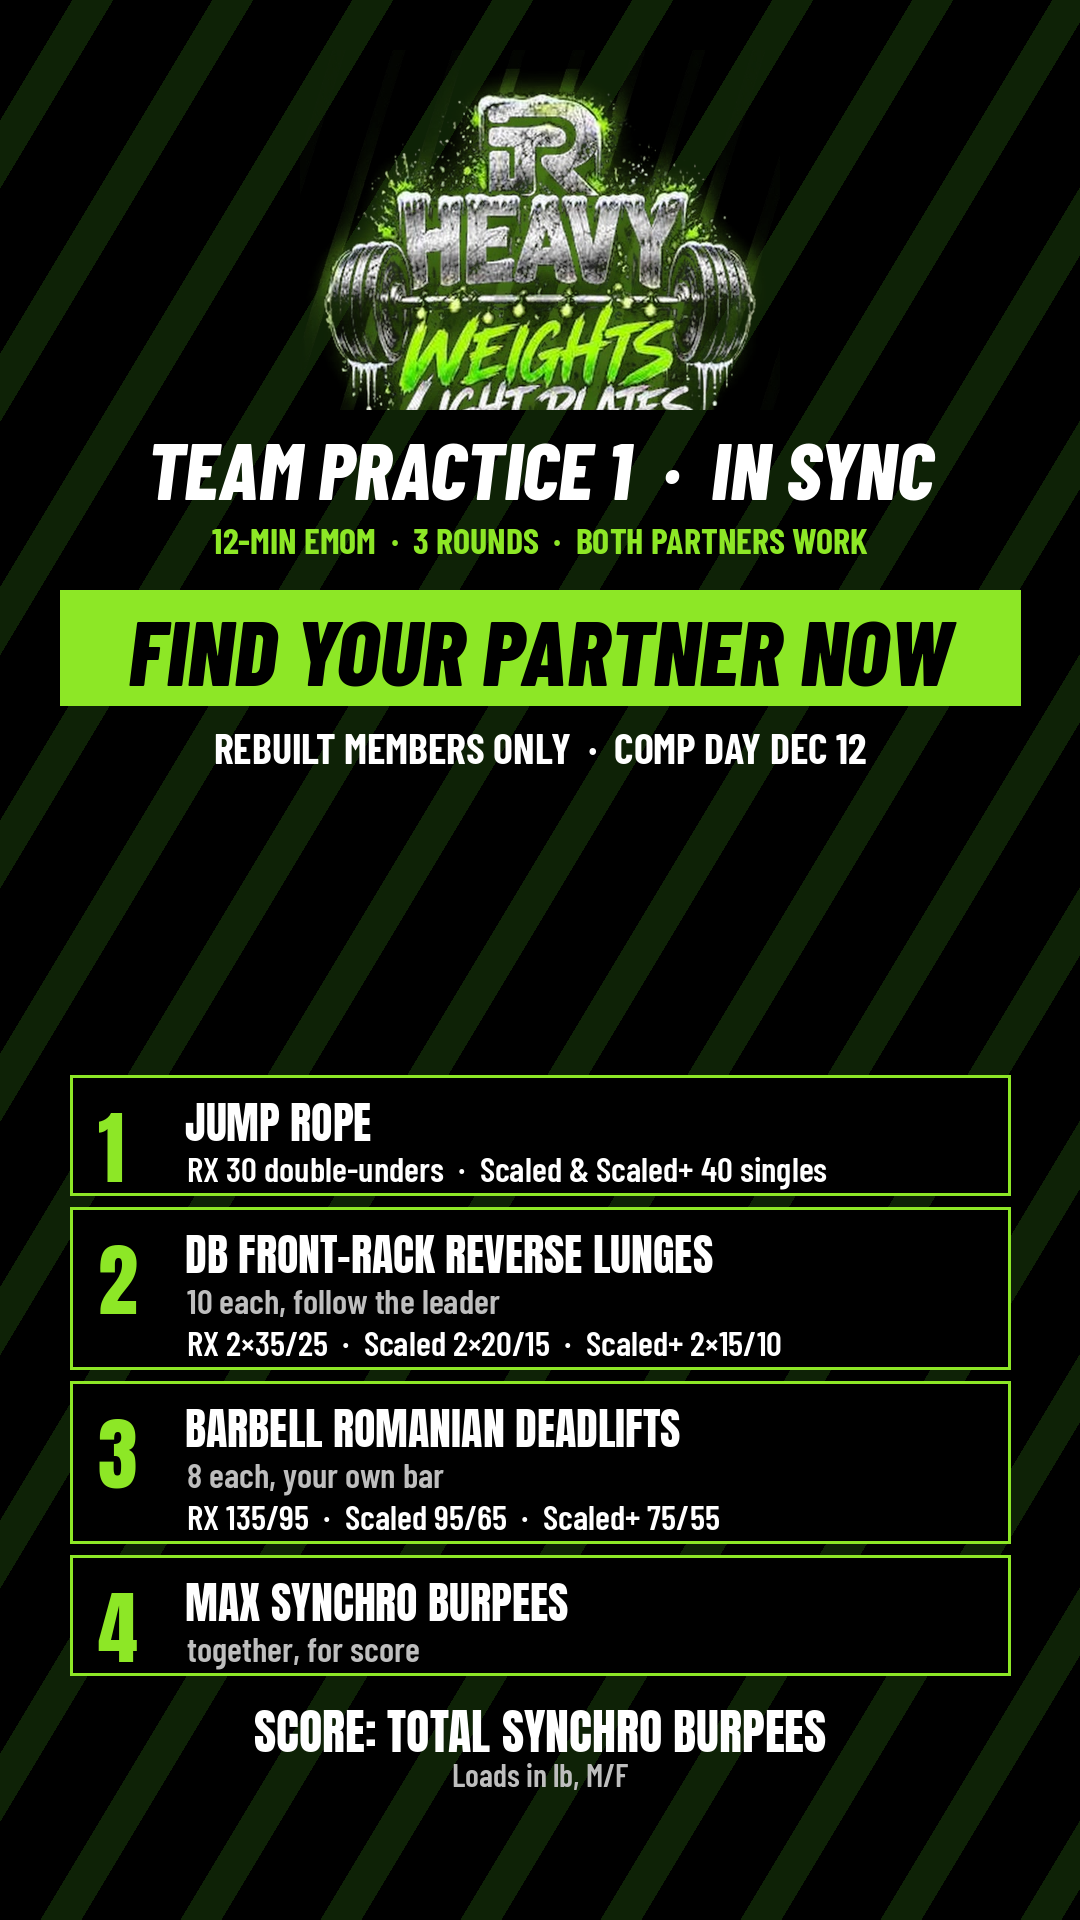 R
HEAVY
WEIGHTS
LIGHT PLATES
TEAM PRACTICE 1 · IN SYNC
12-MIN EMOM · 3 ROUNDS · BOTH PARTNERS WORK
FIND YOUR PARTNER NOW
REBUILT MEMBERS ONLY · COMP DAY DEC 12
1
JUMP ROPE
RX 30 double-unders · Scaled & Scaled+ 40 singles
2
DB FRONT-RACK REVERSE LUNGES
10 each, follow the leader
RX 2×35/25 · Scaled 2×20/15 · Scaled+ 2×15/10
3
BARBELL ROMANIAN DEADLIFTS
8 each, your own bar
RX 135/95 · Scaled 95/65 · Scaled+ 75/55
4
MAX SYNCHRO BURPEES
together, for score
SCORE: TOTAL SYNCHRO BURPEES
Loads in lb, M/F